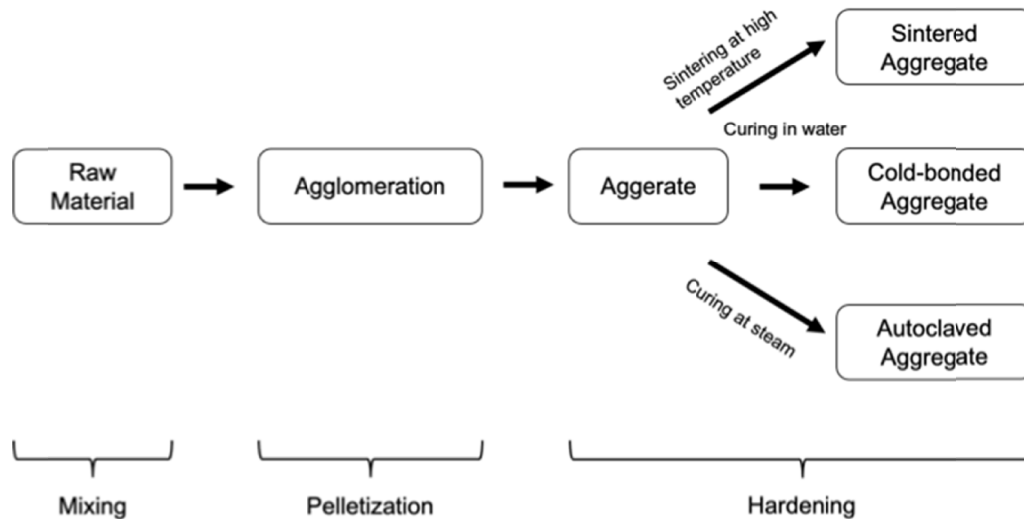 Sintering at high
temperature
Sintered
Aggregate
Curing in water
Raw
Material
Agglomeration
Aggerate
Cold-bonded
Aggregate
Curing at steam
Autoclaved
Aggregate
Mixing
Pelletization
Hardening